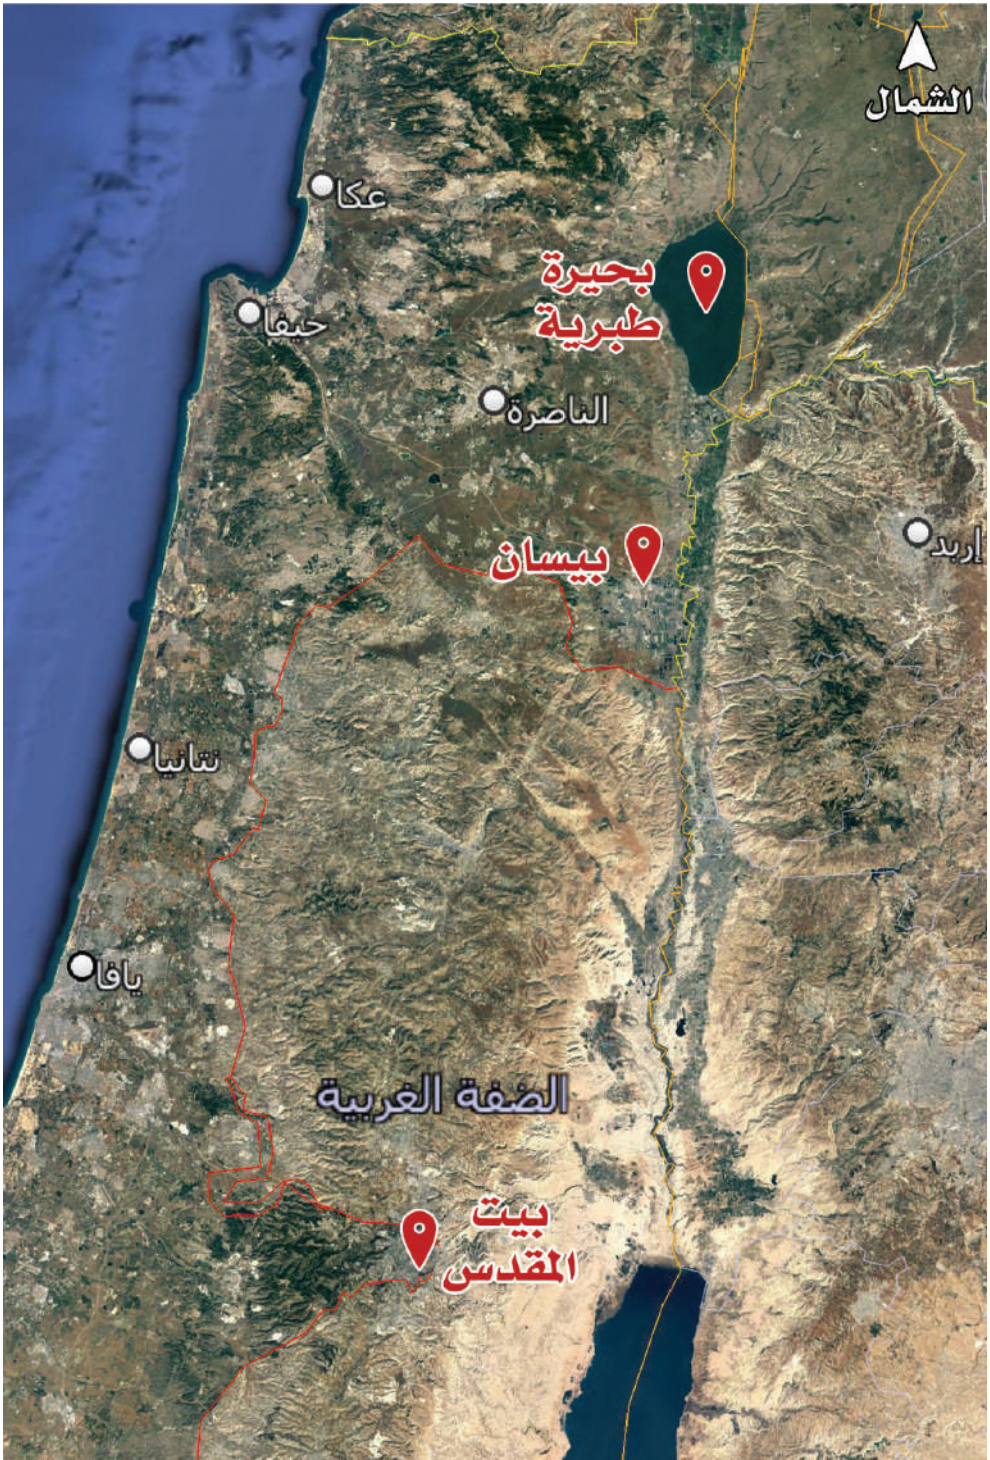 الشمال
عكا
بحيرة
طبرية
حيفا
الناصرة
إربد
بيسان
نتانيا
يافا
الضفة الغربية
بيت
المقدس